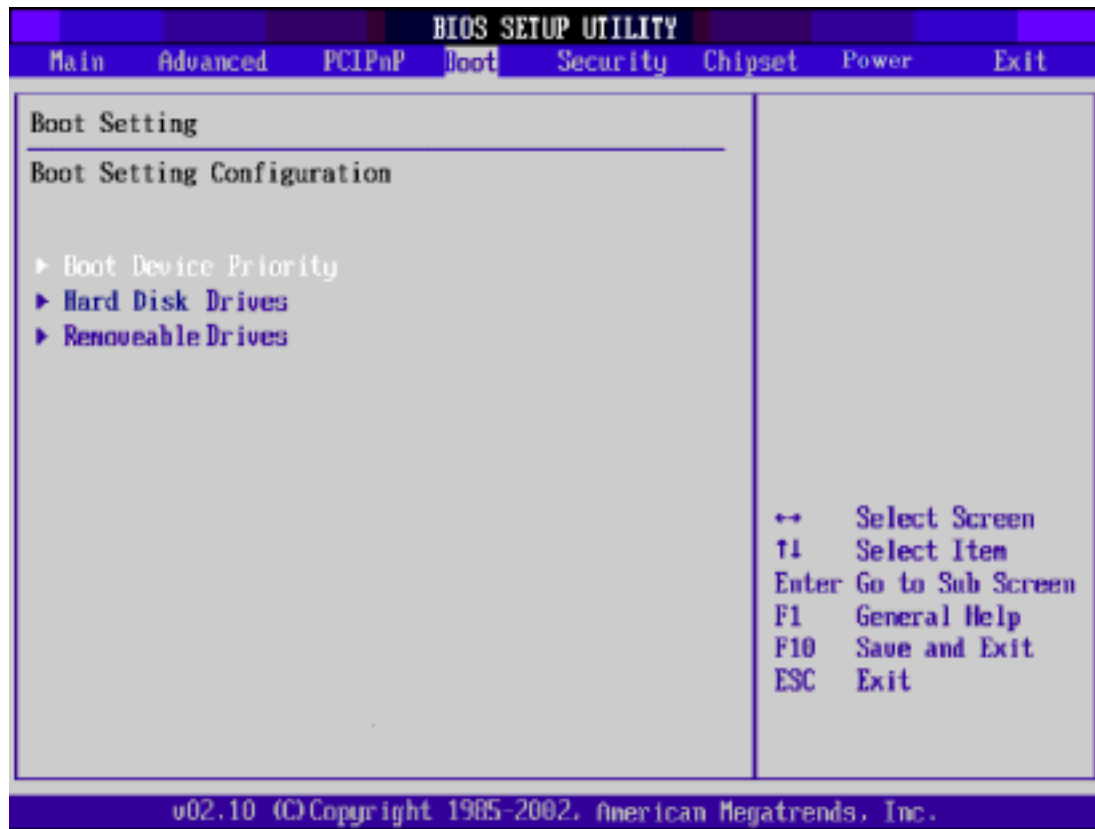 BIOS SETUP UTILITY
Main Advanced PCIPnP Boot Security Chipset Power Exit
Boot Setting
Boot Setting Configuration
▶ Boot Device Priority
▶ Hard Disk Drives
▶ Removeable Drives
↔ Select Screen
↑↓ Select Item
Enter Go to Sub Screen
F1 General Help
F10 Save and Exit
ESC Exit
v02.10 (C)Copyright 1985-2002, American Megatrends, Inc.